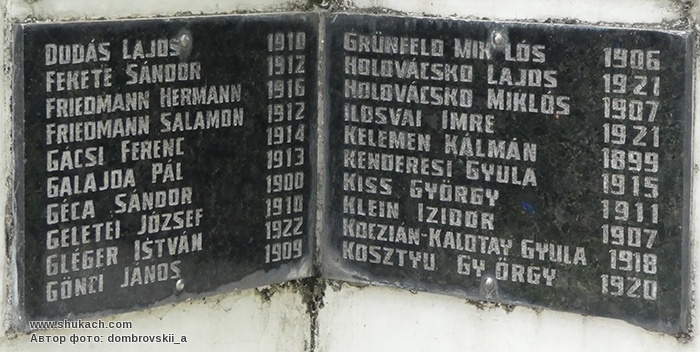 DUDÁS LAJOS 1910
FEKETE SÁNDOR 1912
FRIEDMANN HERMANN 1916
FRIEDMANN SALAMON 1912
GÁCSI FERENC 1914
GALAJDA PÁL 1913
GÉCA SÁNDOR 1900
GELETEI JÓZSEF 1910
GLÉGER ISTVÁN 1922
GÖNCI JÁNOS 1909
GRÜNFELD MIKLÓS 1906
HOLOVÁCSKÓ LAJOS 1921
HOLOVÁCSKÓ MIKLÓS 1907
ILOSVAI IMRE 1921
KELEMEN KÁLMÁN 1899
KENDERESI GYULA 1915
KISS GYÖRGY 1911
KLEIN IZIDOR 1907
KOCZIÁN-KALOTAY GYULA 1918
KOSZTYU GYÖRGY 1920
www.shukach.com
Автор фото: dombrovskii_a